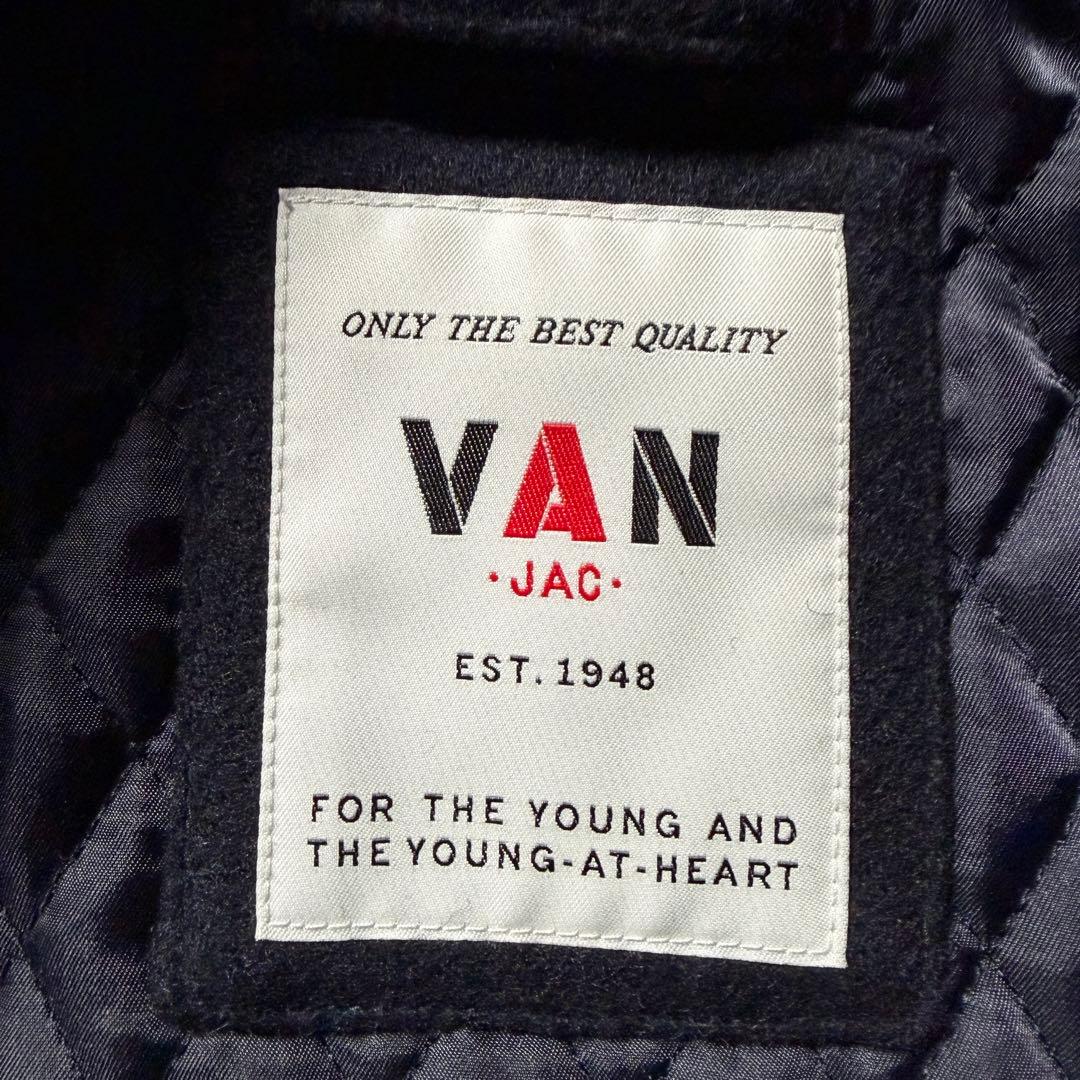 ONLY THE BEST QUALITY
VAN
·JAC·
EST. 1948
FOR THE YOUNG AND
THE YOUNG-AT-HEART